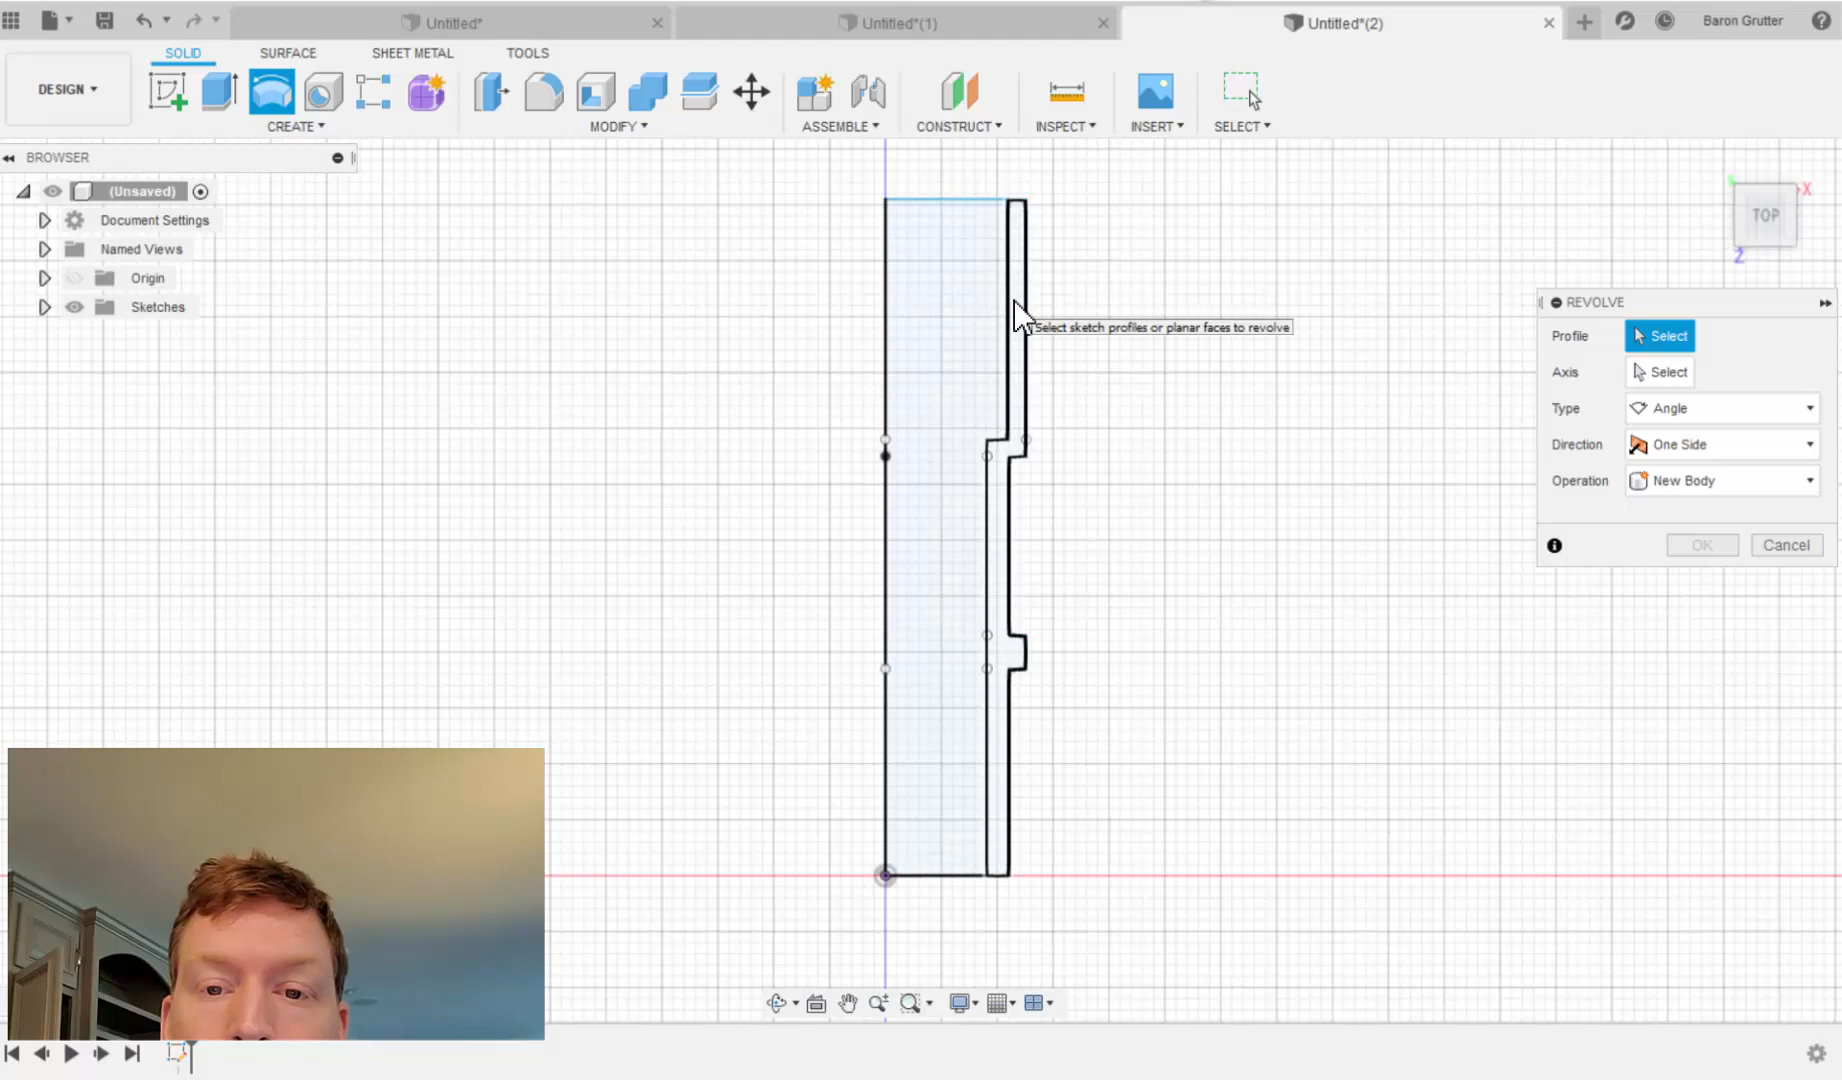 Untitled*
Untitled*(1)
Untitled*(2)
Baron Grutter
DESIGN
SOLID
SURFACE
SHEET METAL
TOOLS
CREATE
MODIFY
ASSEMBLE
CONSTRUCT
INSPECT
INSERT
SELECT
BROWSER
(Unsaved)
Document Settings
Named Views
Origin
Sketches
X
TOP
Z
Select sketch profiles or planar faces to revolve
REVOLVE
Profile Select
Axis Select
Type Angle
Direction One Side
Operation New Body
OK Cancel